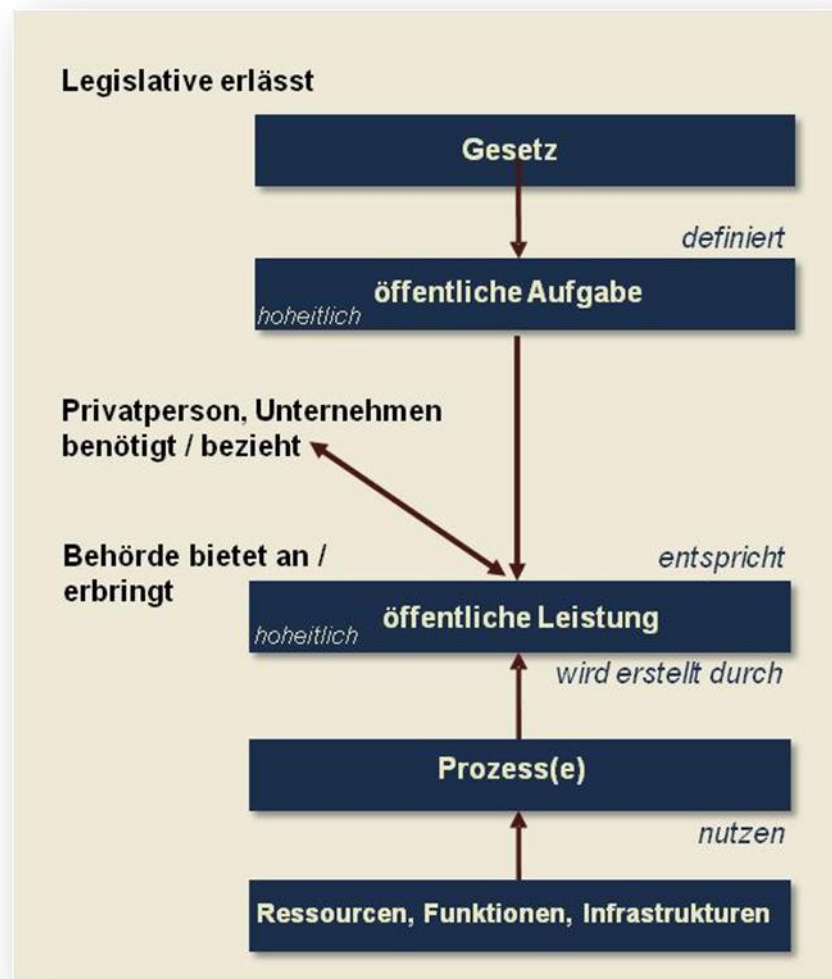 Legislative erlässt
Gesetz
definiert
öffentliche Aufgabe
hoheitlich
Privatperson, Unternehmen
benötigt / bezieht
Behörde bietet an /
erbringt
entspricht
öffentliche Leistung
hoheitlich
wird erstellt durch
Prozess(e)
nutzen
Ressourcen, Funktionen, Infrastrukturen